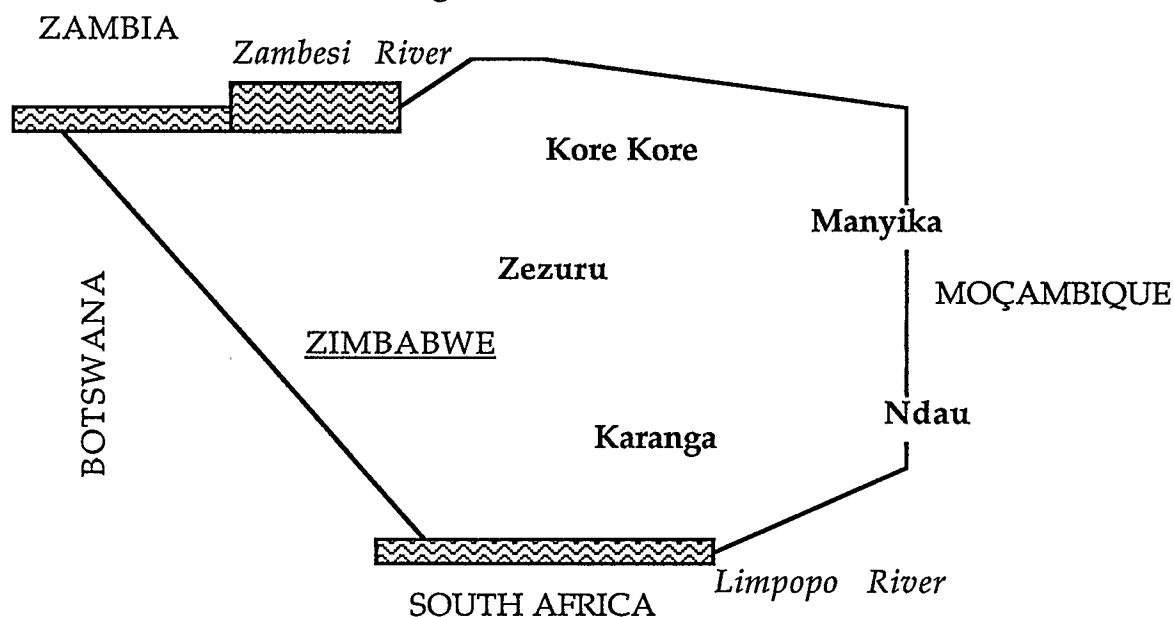 ZAMBIA
Zambesi River
Kore Kore
Manyika
Zezuru
MOÇAMBIQUE
BOTSWANA
ZIMBABWE
Ndau
Karanga
Limpopo River
SOUTH AFRICA